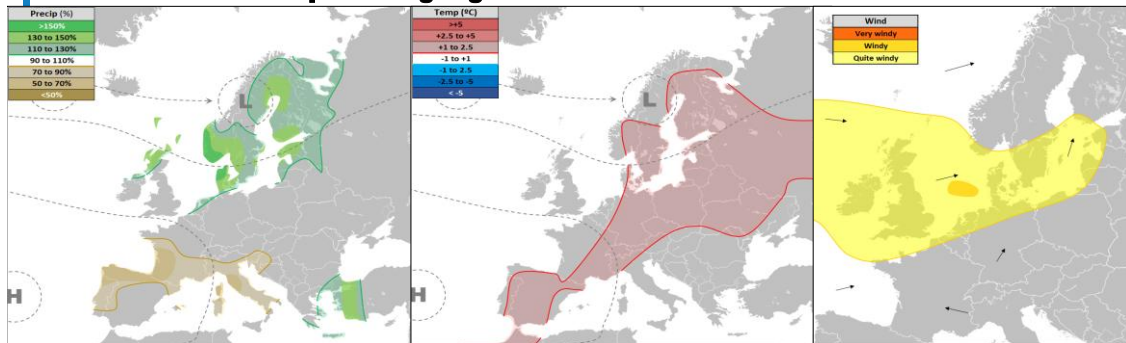 Precip (%)
>150%
130 to 150%
110 to 130%
90 to 110%
70 to 90%
50 to 70%
<50%
L
H
Temp (ºC)
>+5
+2.5 to +5
+1 to 2.5
-1 to +1
-1 to 2.5
-2.5 to -5
< -5
L
H
Wind
Very windy
Windy
Quite windy